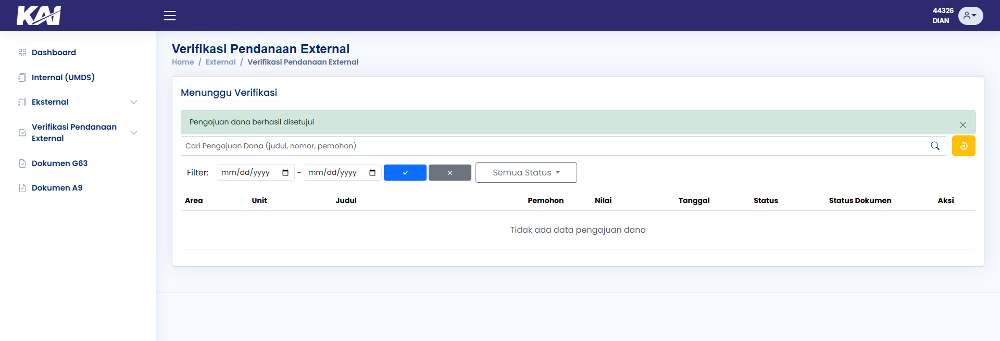 KAI
44326
DIAN
Dashboard
Internal (UMDS)
Eksternal
Verifikasi Pendanaan
External
Dokumen G63
Dokumen A9
Verifikasi Pendanaan External
Home / External / Verifikasi Pendanaan External
Menunggu Verifikasi
Pengajuan dana berhasil disetujui
Cari Pengajuan Dana (judul, nomor, pemohon)
Filter: mm/dd/yyyy - mm/dd/yyyy Semua Status
Area Unit Judul Pemohon Nilai Tanggal Status Status Dokumen Aksi
Tidak ada data pengajuan dana